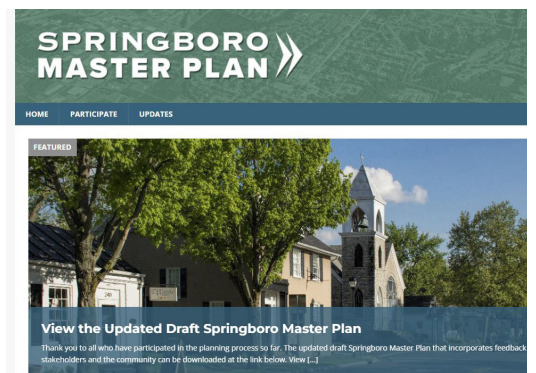 SPRINGBORO
MASTER PLAN
HOME PARTICIPATE UPDATES
FEATURED
View the Updated Draft Springboro Master Plan
Thank you to all who have participated in the planning process so far. The updated draft Springboro Master Plan that incorporates feedback
stakeholders and the community can be downloaded at the link below. View [...]